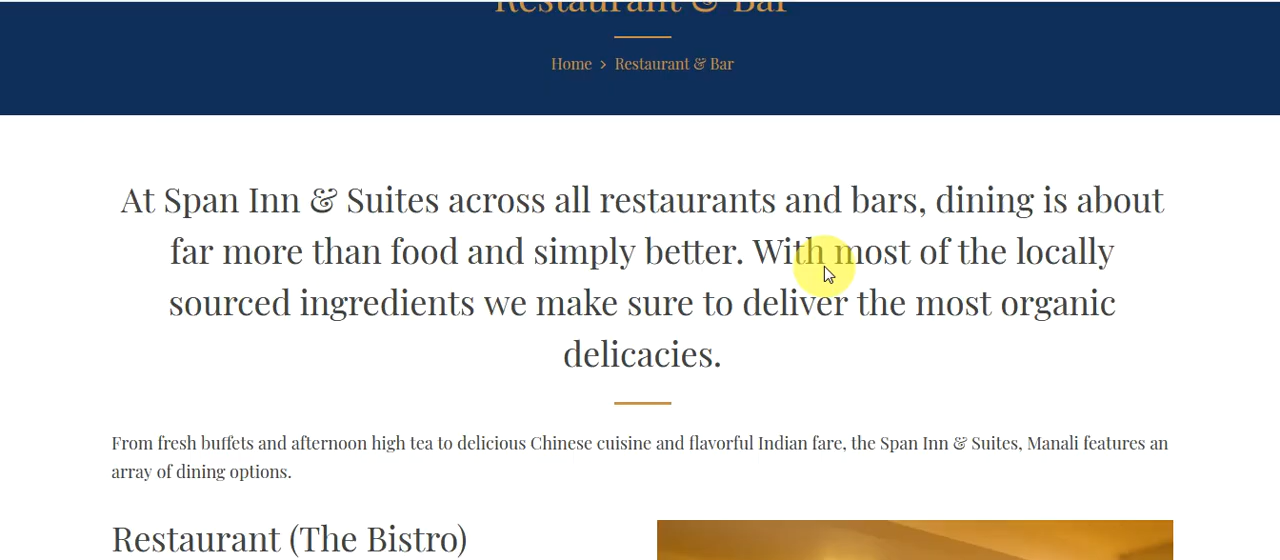 Restaurant & Bar
Home > Restaurant & Bar
At Span Inn & Suites across all restaurants and bars, dining is about
far more than food and simply better. With most of the locally
sourced ingredients we make sure to deliver the most organic
delicacies.
From fresh buffets and afternoon high tea to delicious Chinese cuisine and flavorful Indian fare, the Span Inn & Suites, Manali features an
array of dining options.
Restaurant (The Bistro)